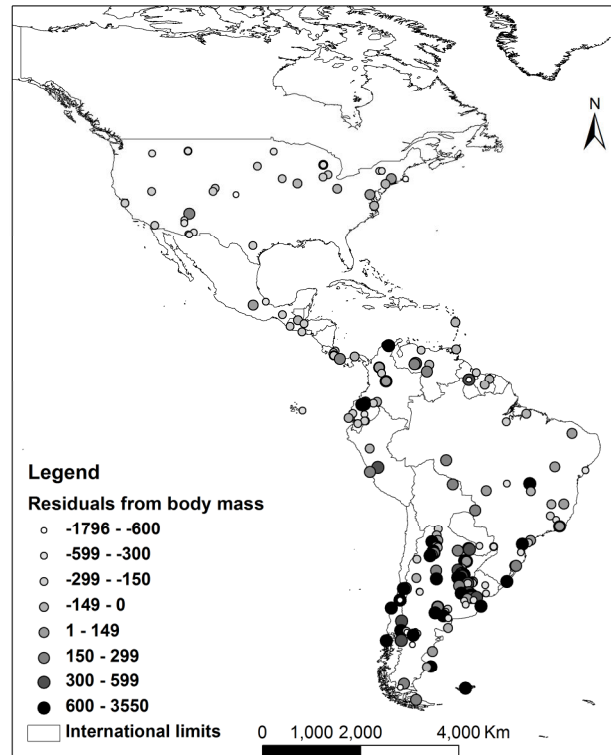 N
Legend
Residuals from body mass
-1796 - -600
-599 - -300
-299 - -150
-149 - 0
1 - 149
150 - 299
300 - 599
600 - 3550
International limits
0 1,000 2,000 4,000 Km